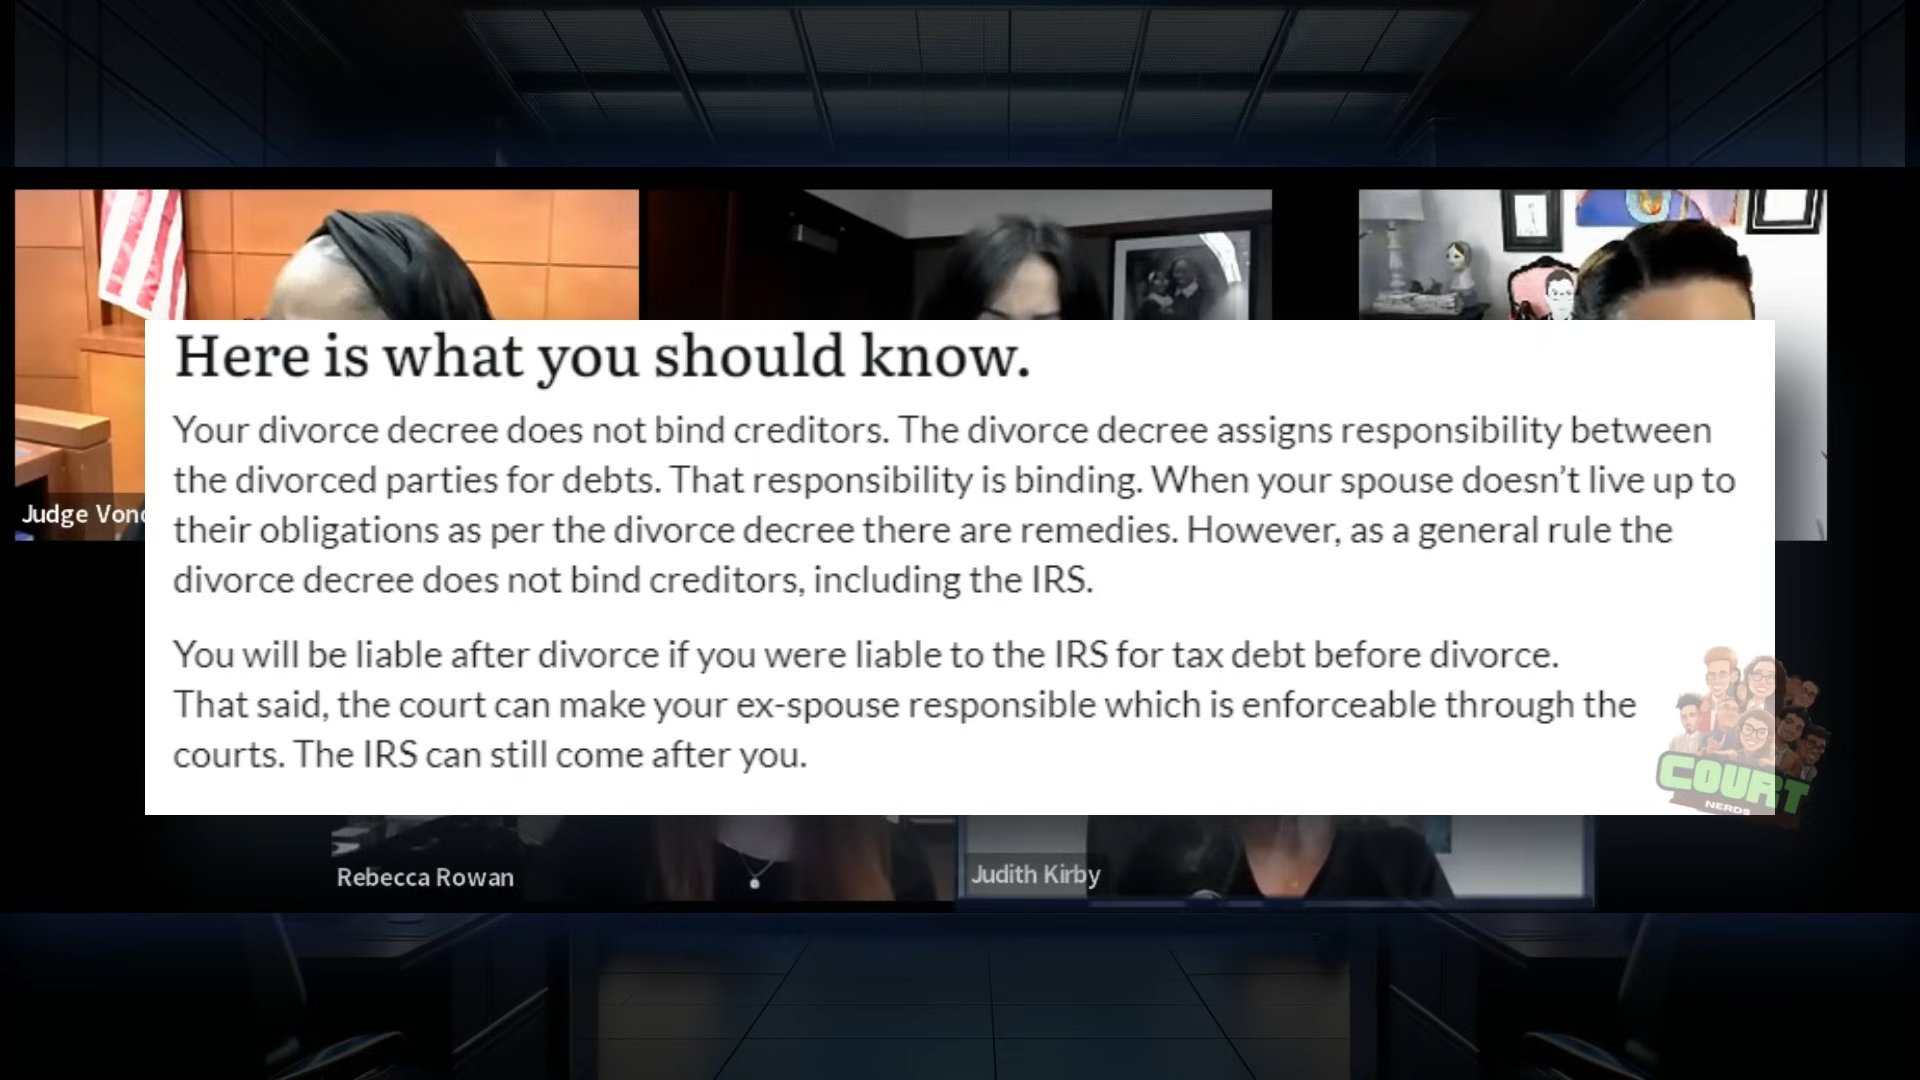 Here is what you should know.
Your divorce decree does not bind creditors. The divorce decree assigns responsibility between
the divorced parties for debts. That responsibility is binding. When your spouse doesn’t live up to
their obligations as per the divorce decree there are remedies. However, as a general rule the
divorce decree does not bind creditors, including the IRS.
You will be liable after divorce if you were liable to the IRS for tax debt before divorce.
That said, the court can make your ex-spouse responsible which is enforceable through the
courts. The IRS can still come after you.
Judge Vond
COURT
NERDS
Rebecca Rowan
Judith Kirby